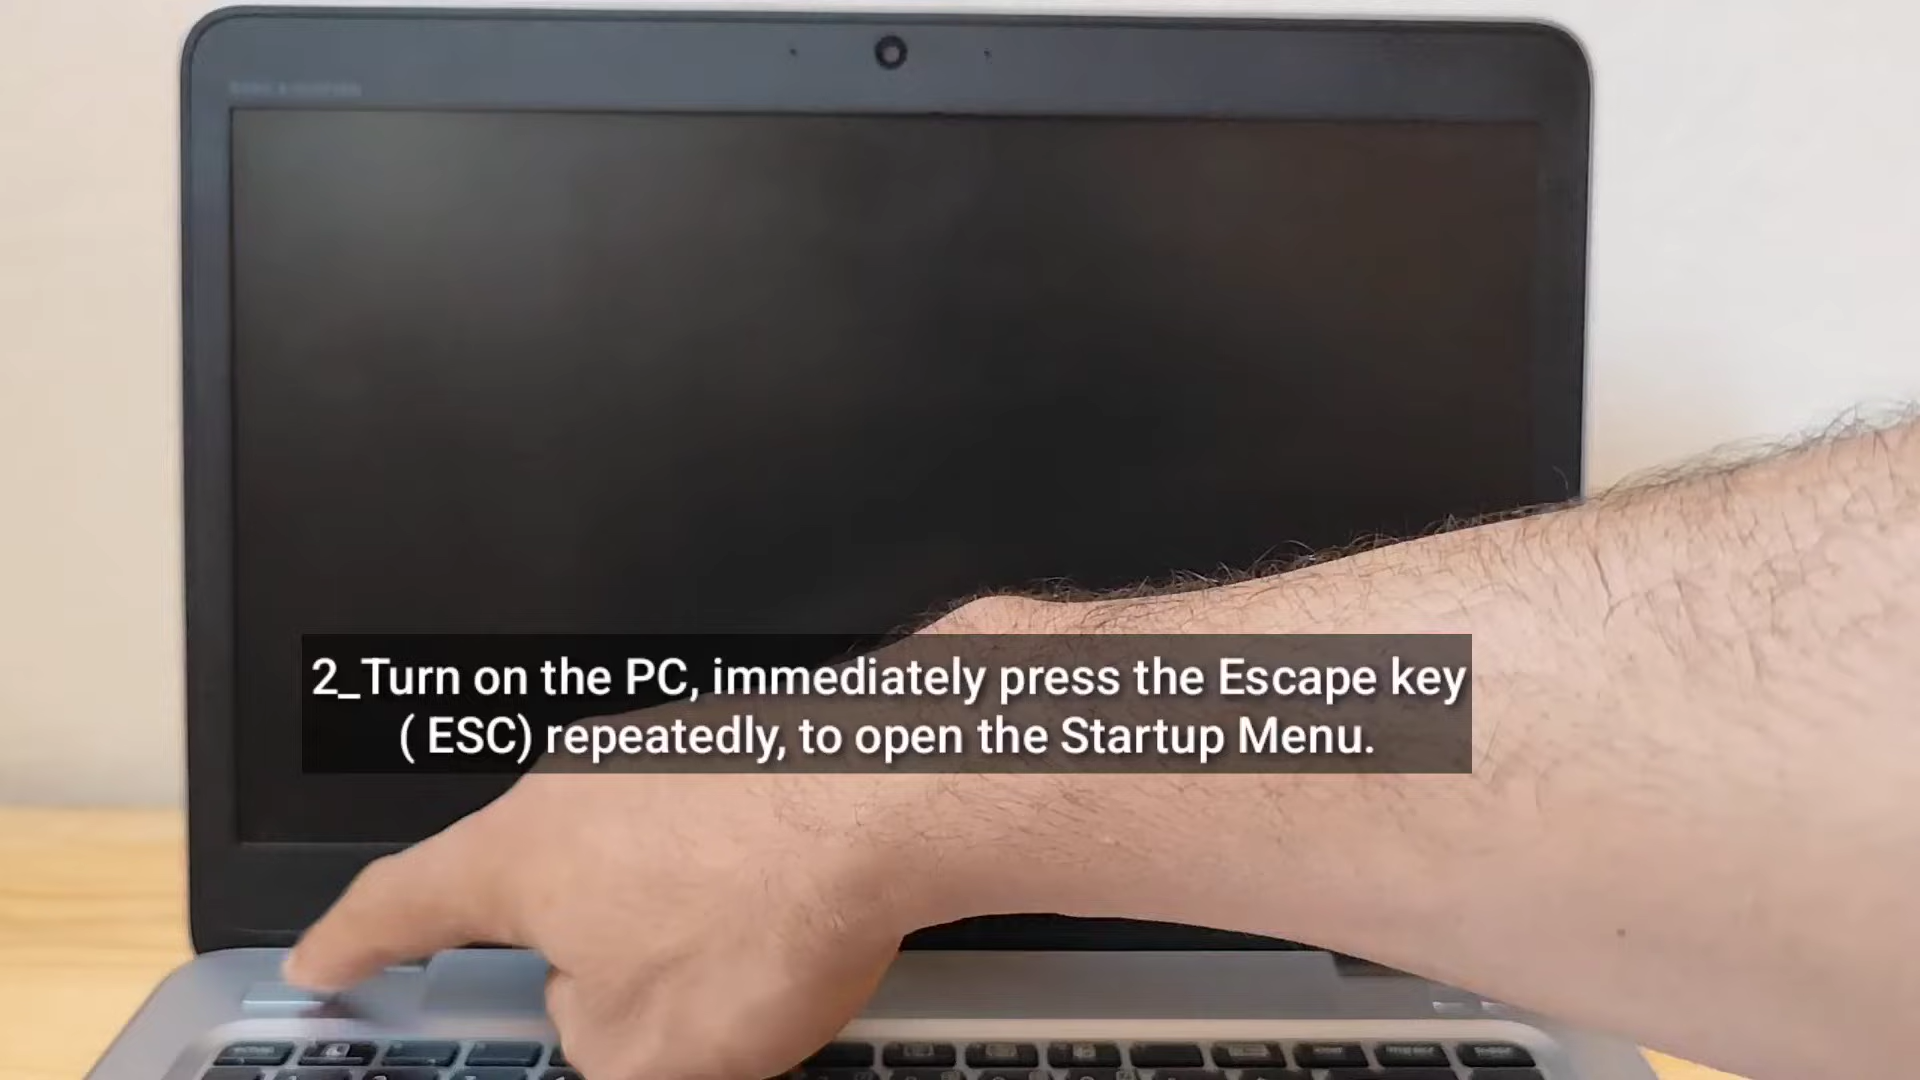 2_Turn on the PC, immediately press the Escape key
( ESC) repeatedly, to open the Startup Menu.